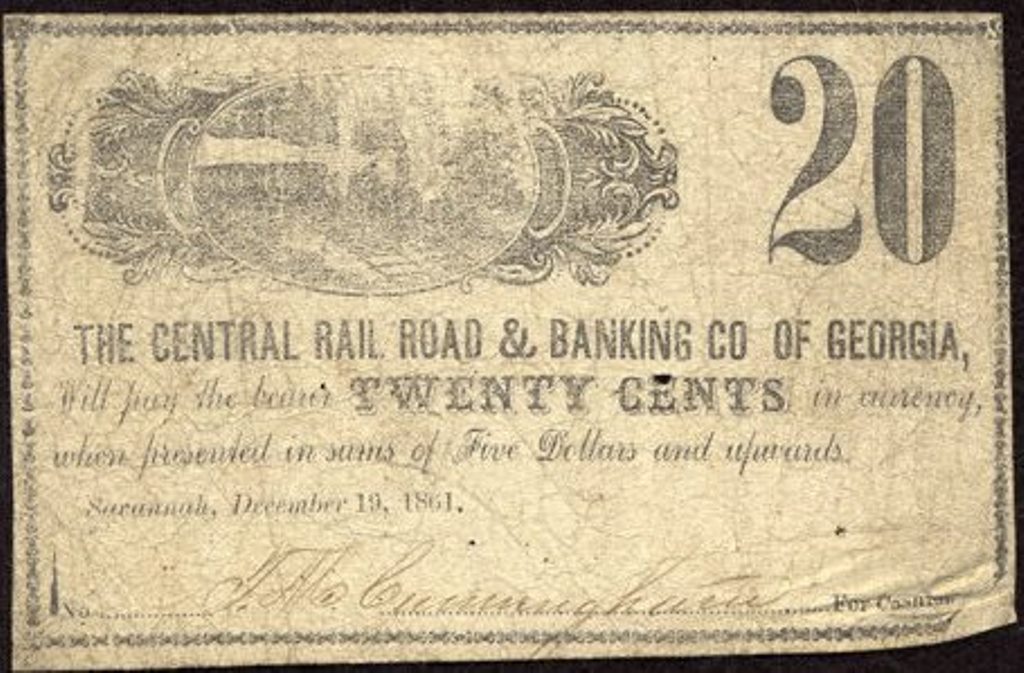 20
THE CENTRAL RAIL ROAD & BANKING CO OF GEORGIA,
Will pay the bearer TWENTY CENTS in currency,
when presented in sums of Five Dollars and upwards.
Savannah, December 19, 1861.
No. Cunningham For Cashier